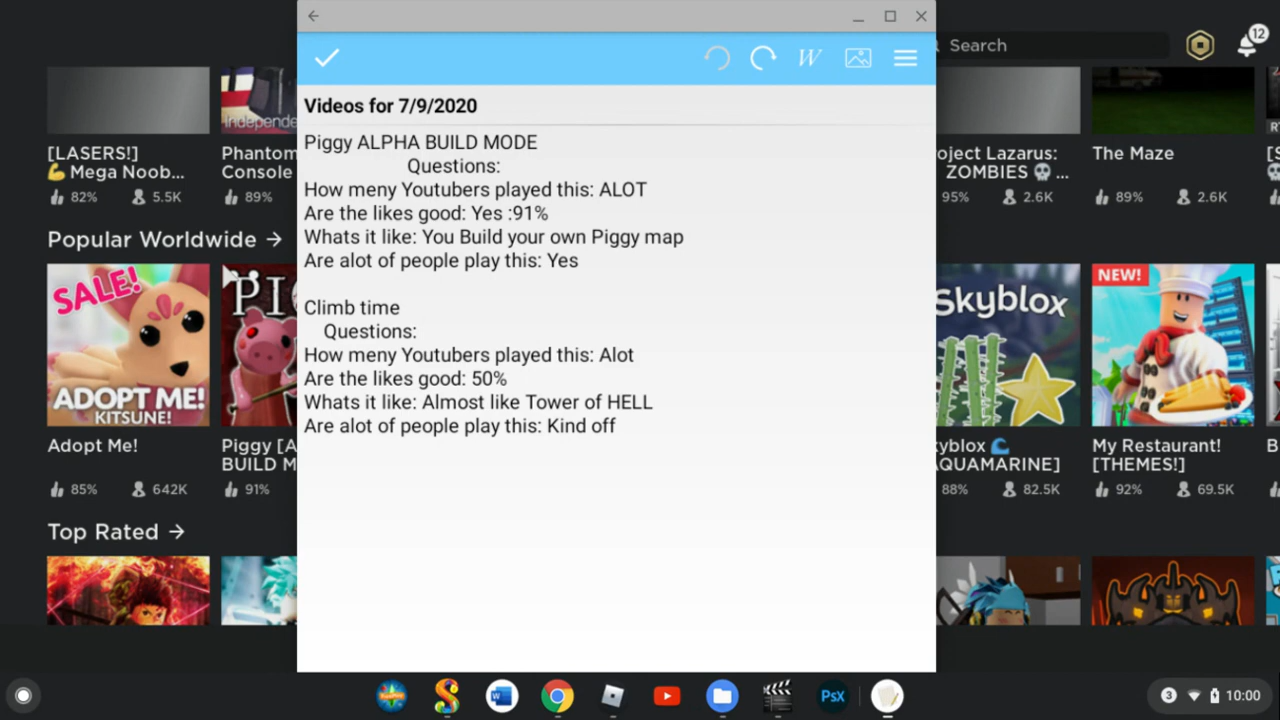 Search
12
Videos for 7/9/2020
Piggy ALPHA BUILD MODE
Questions:
How meny Youtubers played this: ALOT
Are the likes good: Yes :91%
Whats it like: You Build your own Piggy map
Are alot of people play this: Yes
Climb time
Questions:
How meny Youtubers played this: Alot
Are the likes good: 50%
Whats it like: Almost like Tower of HELL
Are alot of people play this: Kind off
[LASERS!]
💪 Mega Noob...
82% 5.5K
Independe
Phantom
Console
89%
oject Lazarus:
ZOMBIES 💀 ...
95% 2.6K
The Maze
89% 2.6K
Popular Worldwide →
SALE!
ADOPT ME!
KITSUNE!
Adopt Me!
85% 642K
PI
Piggy [A
BUILD M
91%
Skyblox
kyblox 🌊
QUAMARINE]
88% 82.5K
NEW!
My Restaurant!
[THEMES!]
92% 69.5K
B
Top Rated →
W
PsX
3
10:00